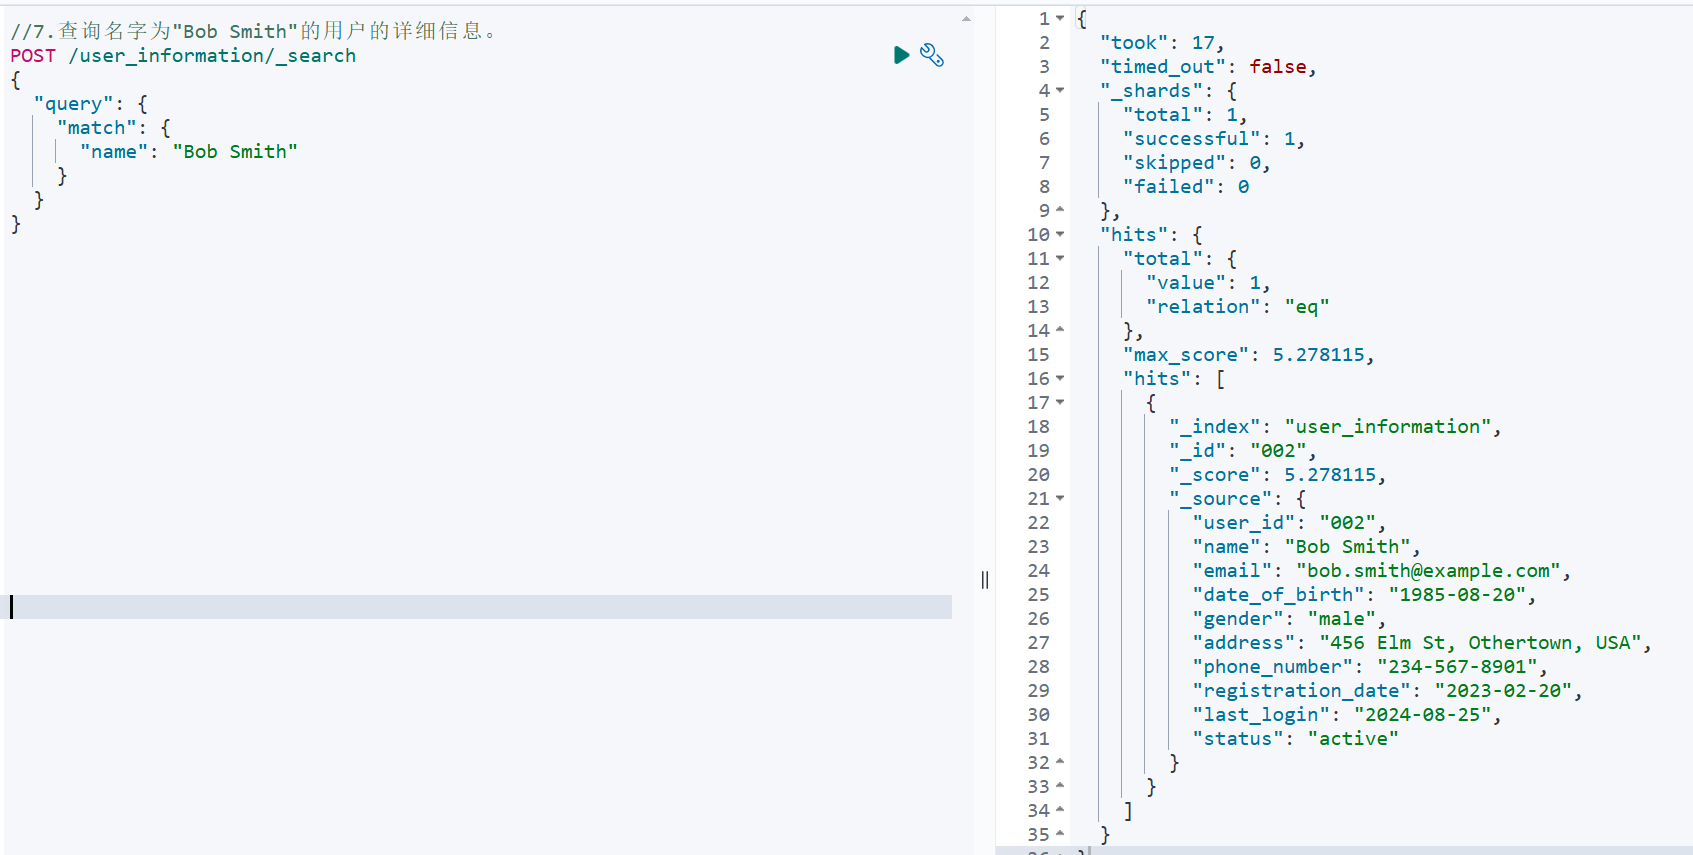 //7.查询名字为"Bob Smith"的用户的详细信息。
POST /user_information/_search
{
  "query": {
    "match": {
      "name": "Bob Smith"
    }
  }
}
1 {
2   "took": 17,
3   "timed_out": false,
4   "_shards": {
5     "total": 1,
6     "successful": 1,
7     "skipped": 0,
8     "failed": 0
9   },
10   "hits": {
11     "total": {
12       "value": 1,
13       "relation": "eq"
14     },
15     "max_score": 5.278115,
16     "hits": [
17       {
18         "_index": "user_information",
19         "_id": "002",
20         "_score": 5.278115,
21         "_source": {
22           "user_id": "002",
23           "name": "Bob Smith",
24           "email": "bob.smith@example.com",
25           "date_of_birth": "1985-08-20",
26           "gender": "male",
27           "address": "456 Elm St, Othertown, USA",
28           "phone_number": "234-567-8901",
29           "registration_date": "2023-02-20",
30           "last_login": "2024-08-25",
31           "status": "active"
32         }
33       }
34     ]
35   }